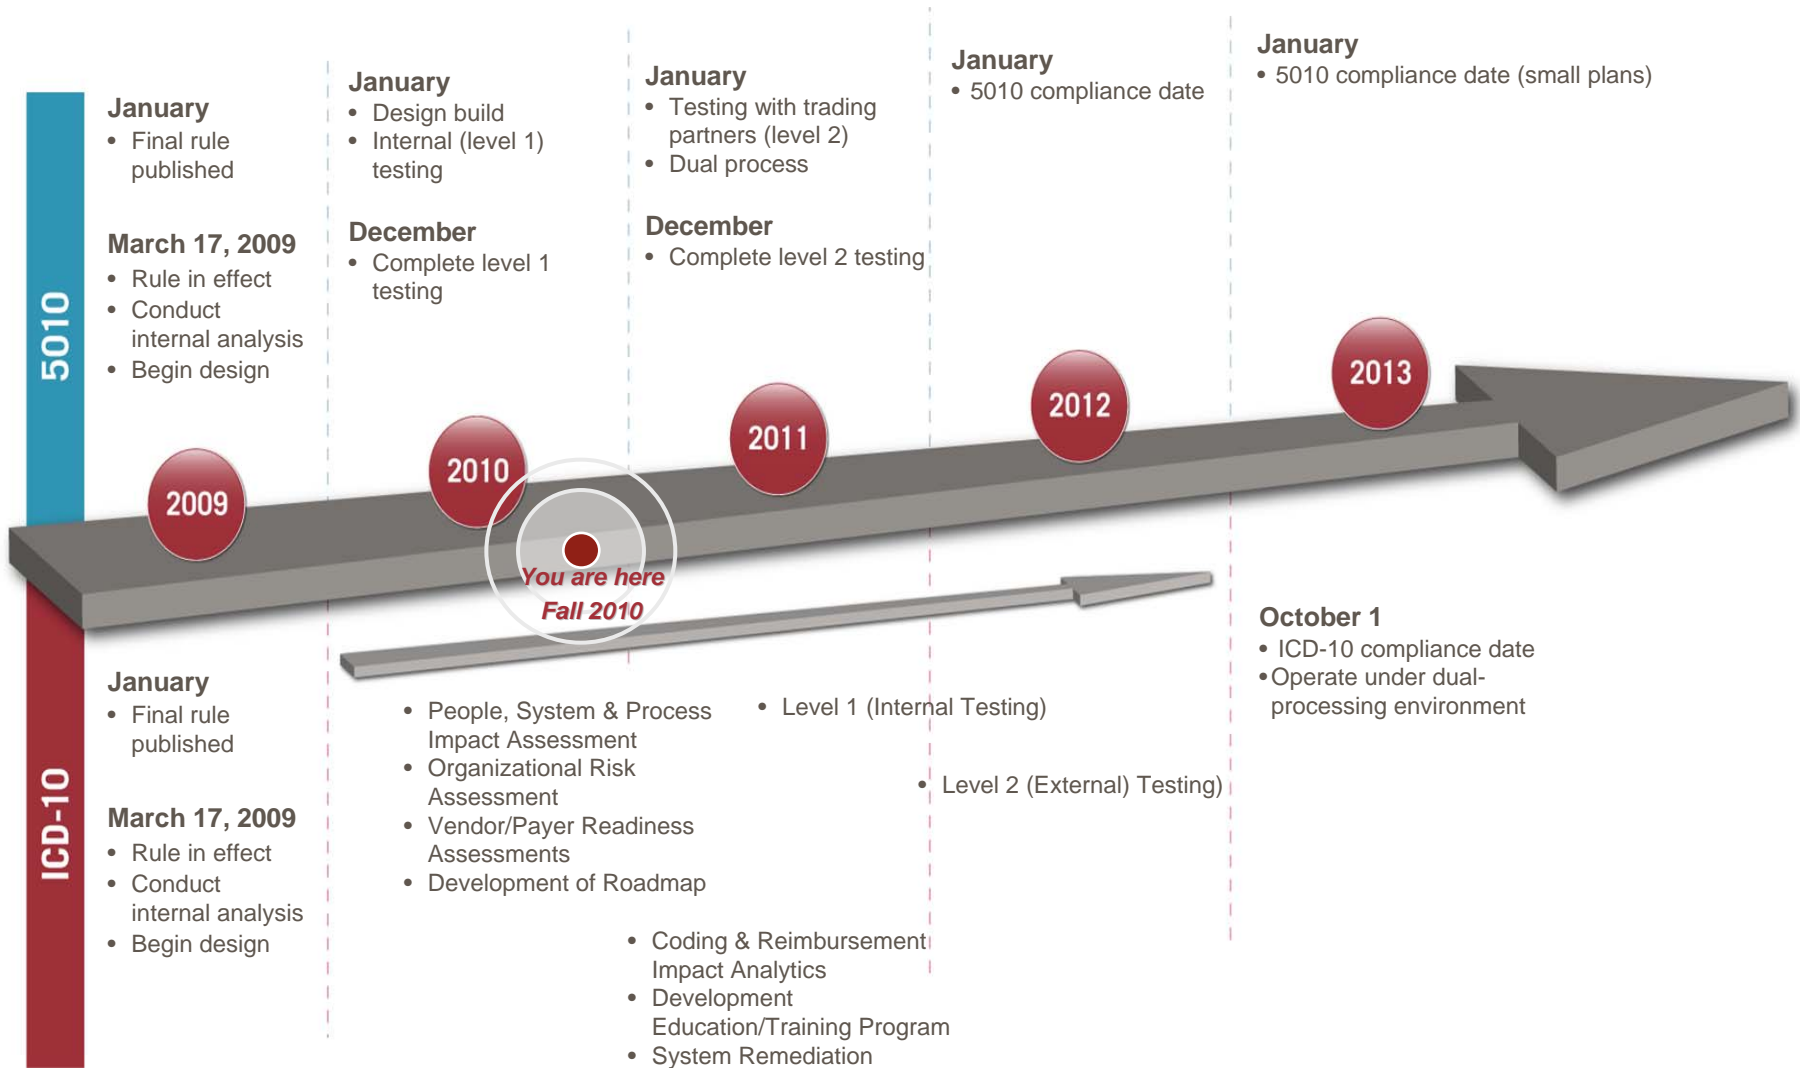 5010
January
• Final rule
published
March 17, 2009
• Rule in effect
• Conduct
internal analysis
• Begin design
January
• Design build
• Internal (level 1)
testing
December
• Complete level 1
testing
January
• Testing with trading
partners (level 2)
• Dual process
December
• Complete level 2 testing
January
• 5010 compliance date
January
• 5010 compliance date (small plans)
2009
2010
2011
2012
2013
You are here
Fall 2010
ICD-10
January
• Final rule
published
March 17, 2009
• Rule in effect
• Conduct
internal analysis
• Begin design
• People, System & Process
Impact Assessment
• Organizational Risk
Assessment
• Vendor/Payer Readiness
Assessments
• Development of Roadmap
• Coding & Reimbursement
Impact Analytics
• Development
Education/Training Program
• System Remediation
• Level 1 (Internal Testing)
• Level 2 (External) Testing)
October 1
• ICD-10 compliance date
• Operate under dual-
processing environment